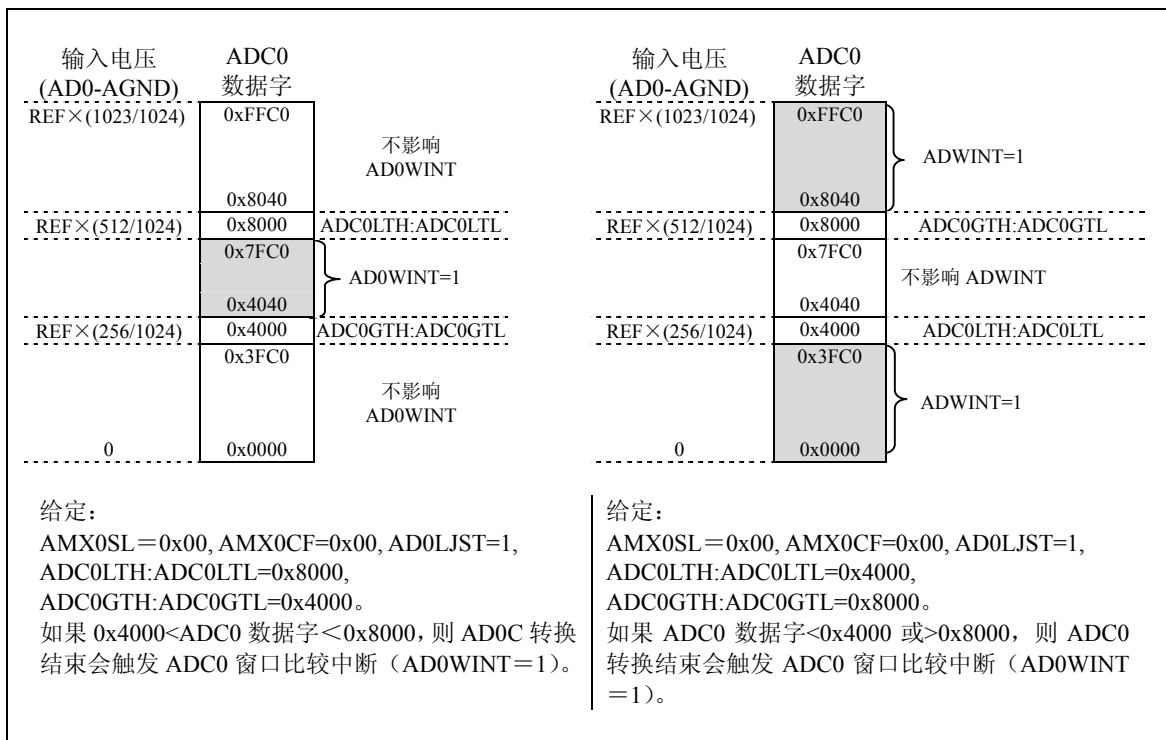 输入电压 ADC0
(AD0-AGND) 数据字
REF×(1023/1024) 0xFFC0
不影响
AD0WINT
0x8040
REF×(512/1024) 0x8000 ADC0LTH:ADC0LTL
0x7FC0
AD0WINT=1
0x4040
REF×(256/1024) 0x4000 ADC0GTH:ADC0GTL
0x3FC0
不影响
AD0WINT
0 0x0000
给定：
AMX0SL＝0x00, AMX0CF=0x00, AD0LJST=1,
ADC0LTH:ADC0LTL=0x8000,
ADC0GTH:ADC0GTL=0x4000。
如果 0x4000<ADC0 数据字＜0x8000，则 AD0C 转换
结束会触发 ADC0 窗口比较中断（AD0WINT＝1）。
输入电压 ADC0
(AD0-AGND) 数据字
REF×(1023/1024) 0xFFC0
ADWINT=1
0x8040
REF×(512/1024) 0x8000 ADC0GTH:ADC0GTL
0x7FC0
不影响 ADWINT
0x4040
REF×(256/1024) 0x4000 ADC0LTH:ADC0LTL
0x3FC0
ADWINT=1
0 0x0000
给定：
AMX0SL＝0x00, AMX0CF=0x00, AD0LJST=1,
ADC0LTH:ADC0LTL=0x4000,
ADC0GTH:ADC0GTL=0x8000。
如果 ADC0 数据字<0x4000 或>0x8000，则 ADC0
转换结束会触发 ADC0 窗口比较中断（AD0WINT
＝1）。